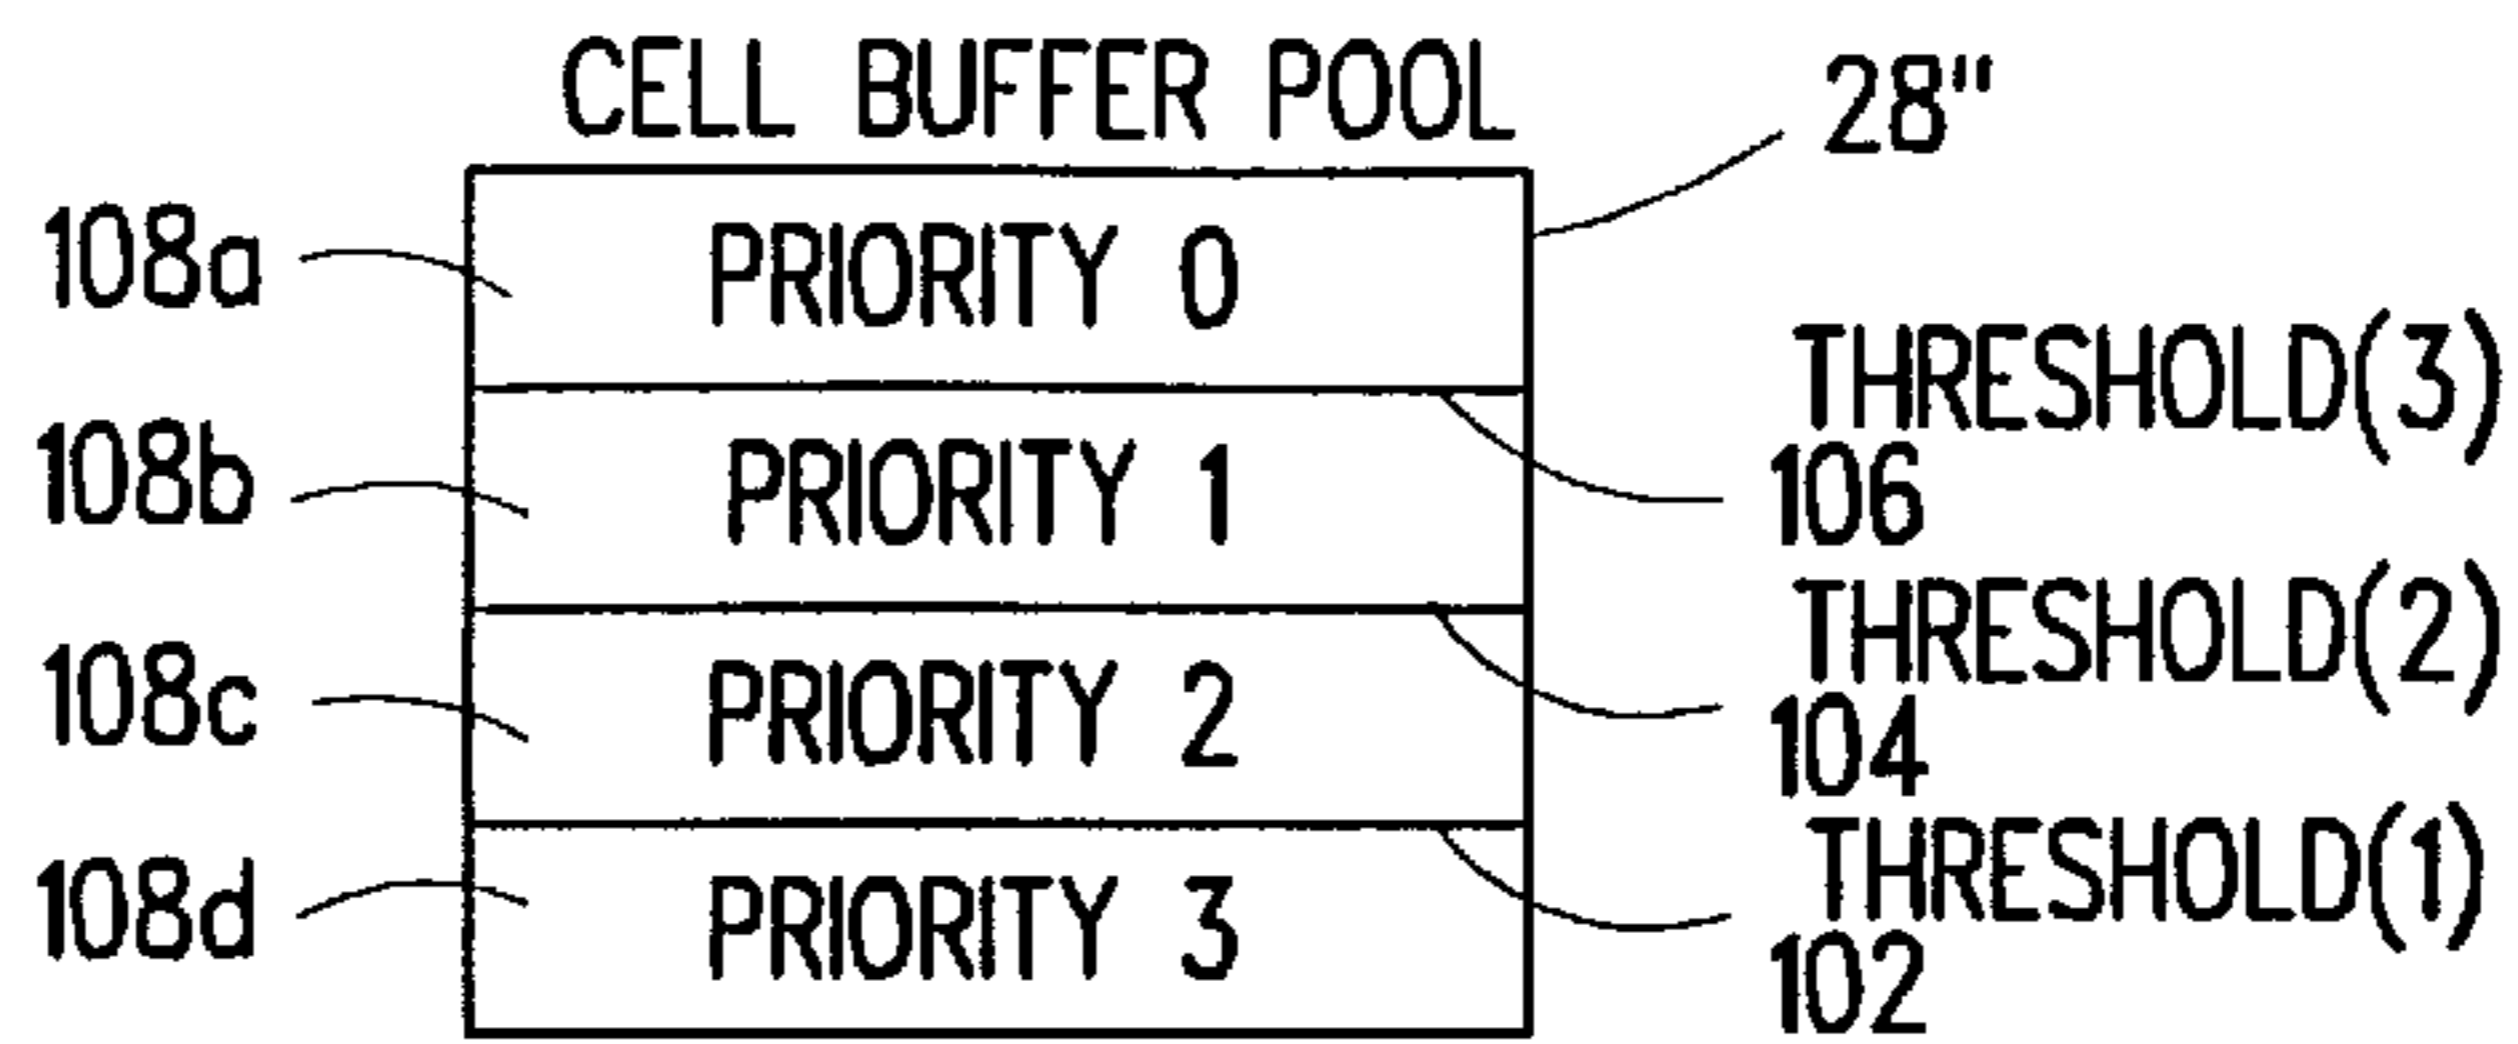 CELL BUFFER POOL
28"
108a
PRIORITY 0
THRESHOLD(3)
106
108b
PRIORITY 1
THRESHOLD(2)
104
108c
PRIORITY 2
THRESHOLD(1)
102
108d
PRIORITY 3